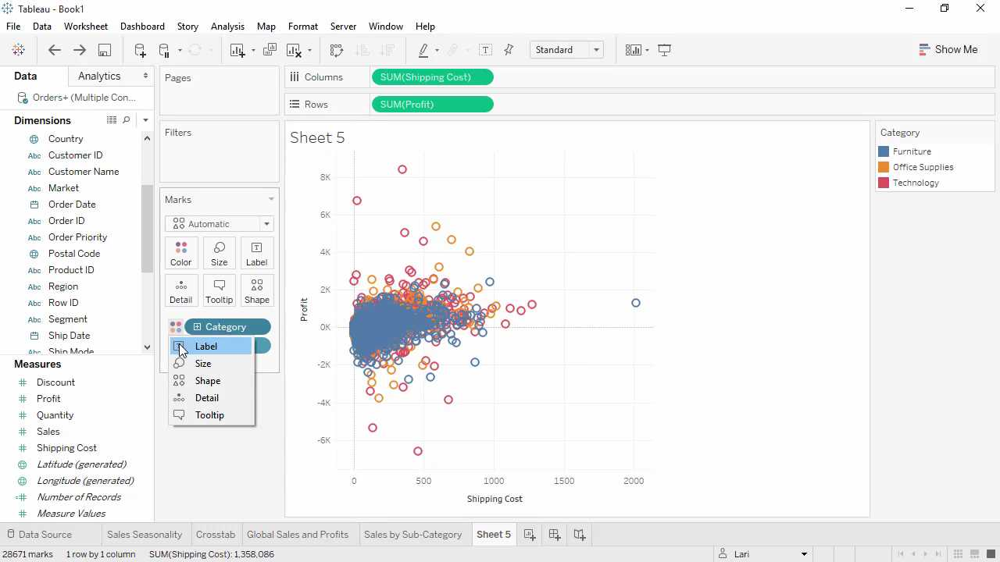 Tableau - Book1
File Data Worksheet Dashboard Story Analysis Map Format Server Window Help
Standard
Show Me
Data Analytics
Orders+ (Multiple Con...
Dimensions
Country
Customer ID
Customer Name
Market
Order Date
Order ID
Order Priority
Postal Code
Product ID
Region
Row ID
Segment
Ship Date
Ship Mode
Measures
Discount
Profit
Quantity
Sales
Shipping Cost
Latitude (generated)
Longitude (generated)
Number of Records
Measure Values
Pages
Filters
Marks
Automatic
Color Size Label
Detail Tooltip Shape
Category
Label
Size
Shape
Detail
Tooltip
Columns SUM(Shipping Cost)
Rows SUM(Profit)
Sheet 5
8K
6K
4K
2K
0K
-2K
-4K
-6K
Profit
0 500 1000 1500 2000
Shipping Cost
Category
Furniture
Office Supplies
Technology
Data Source Sales Seasonality Crosstab Global Sales and Profits Sales by Sub-Category Sheet 5
28671 marks 1 row by 1 column SUM(Shipping Cost): 1,358,086 Lari